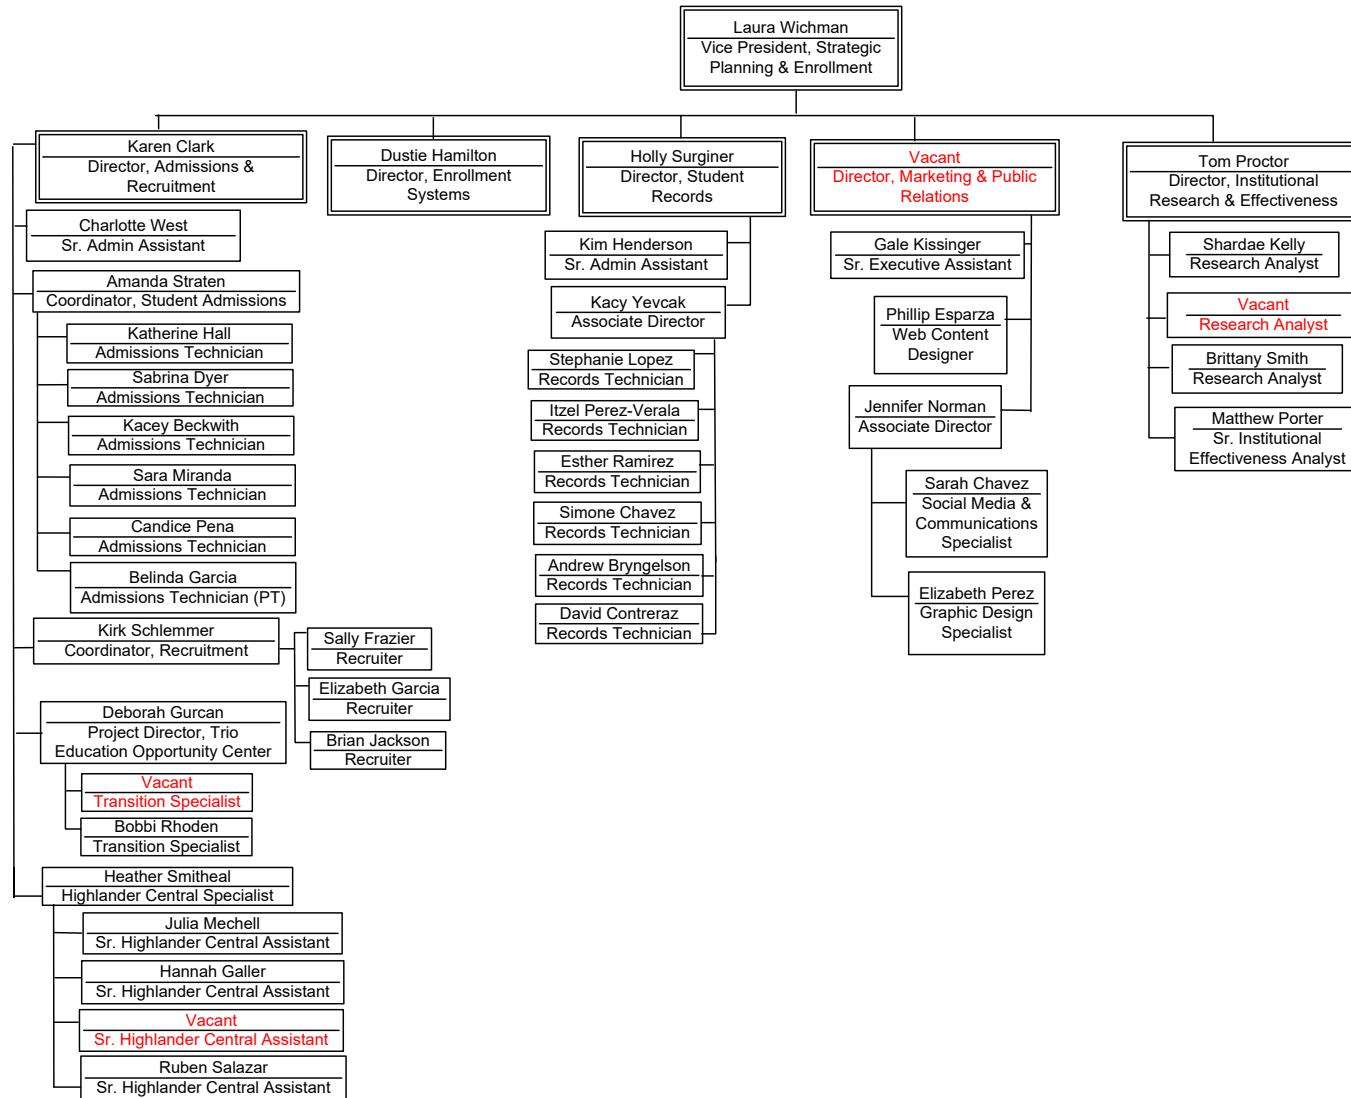 Laura Wichman
Vice President, Strategic
Planning & Enrollment
Karen Clark
Director, Admissions &
Recruitment
Dustie Hamilton
Director, Enrollment
Systems
Holly Surginer
Director, Student
Records
Vacant
Director, Marketing & Public
Relations
Tom Proctor
Director, Institutional
Research & Effectiveness
Charlotte West
Sr. Admin Assistant
Amanda Straten
Coordinator, Student Admissions
Katherine Hall
Admissions Technician
Sabrina Dyer
Admissions Technician
Kacey Beckwith
Admissions Technician
Sara Miranda
Admissions Technician
Candice Pena
Admissions Technician
Belinda Garcia
Admissions Technician (PT)
Kirk Schlemmer
Coordinator, Recruitment
Sally Frazier
Recruiter
Elizabeth Garcia
Recruiter
Brian Jackson
Recruiter
Deborah Gurcan
Project Director, Trio
Education Opportunity Center
Vacant
Transition Specialist
Bobbi Rhoden
Transition Specialist
Heather Smitheal
Highlander Central Specialist
Julia Mechell
Sr. Highlander Central Assistant
Hannah Galler
Sr. Highlander Central Assistant
Vacant
Sr. Highlander Central Assistant
Ruben Salazar
Sr. Highlander Central Assistant
Kim Henderson
Sr. Admin Assistant
Kacy Yevcak
Associate Director
Stephanie Lopez
Records Technician
Itzel Perez-Verala
Records Technician
Esther Ramirez
Records Technician
Simone Chavez
Records Technician
Andrew Bryngelson
Records Technician
David Contreraz
Records Technician
Gale Kissinger
Sr. Executive Assistant
Phillip Esparza
Web Content
Designer
Jennifer Norman
Associate Director
Sarah Chavez
Social Media &
Communications
Specialist
Elizabeth Perez
Graphic Design
Specialist
Shardae Kelly
Research Analyst
Vacant
Research Analyst
Brittany Smith
Research Analyst
Matthew Porter
Sr. Institutional
Effectiveness Analyst